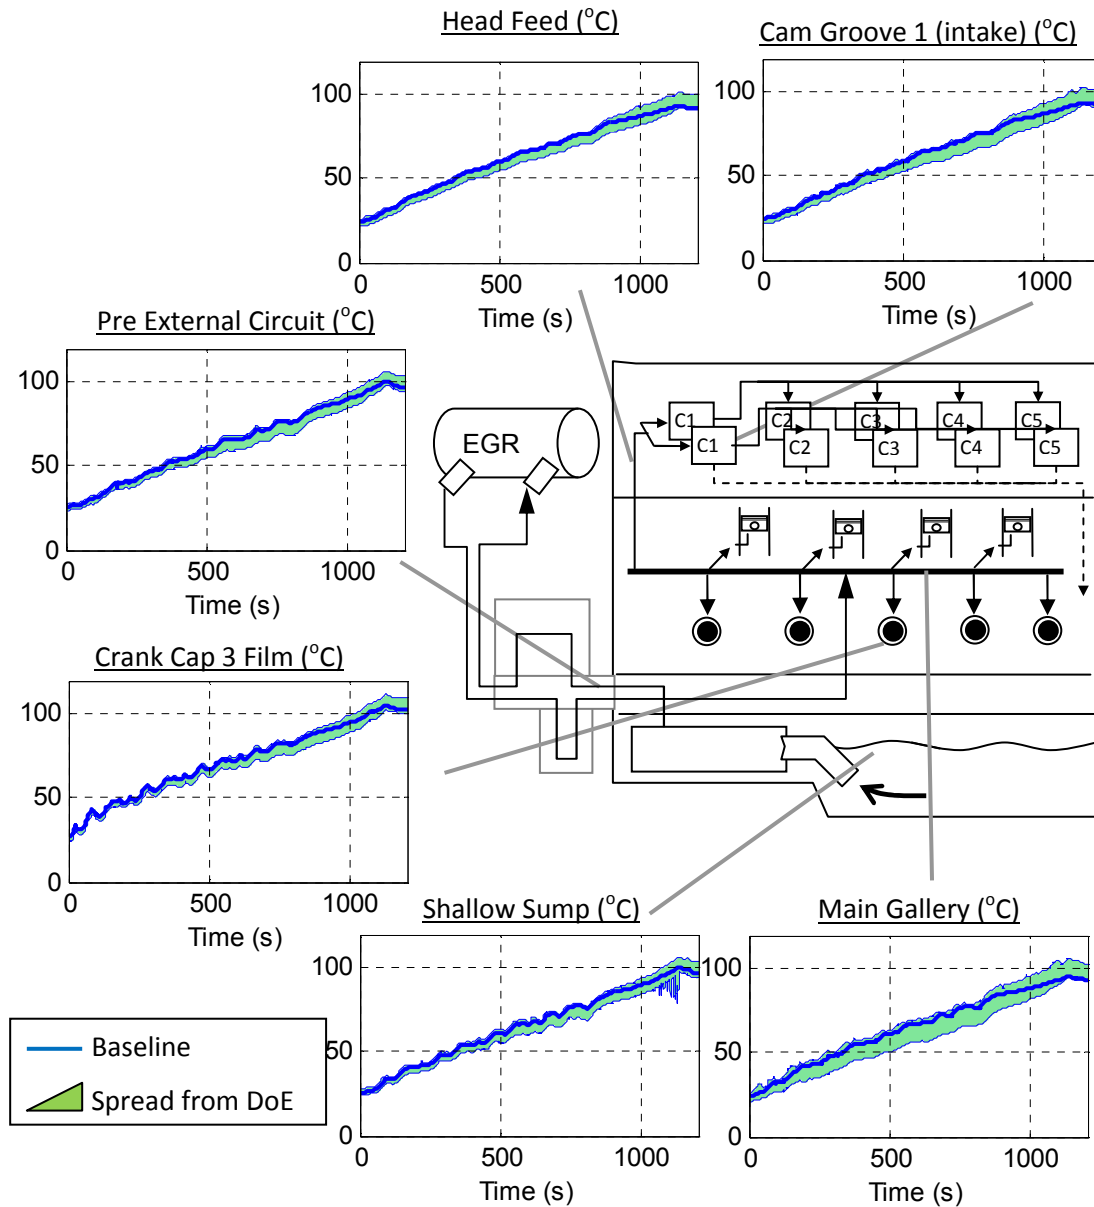 Head Feed (°C)
100
50
0
0 500 1000
Time (s)
Cam Groove 1 (intake) (°C)
100
50
0
0 500 1000
Time (s)
Pre External Circuit (°C)
100
50
0
0 500 1000
Time (s)
EGR
C1 C2 C3 C4 C5
C1 C2 C3 C4 C5
Crank Cap 3 Film (°C)
100
50
0
0 500 1000
Time (s)
Shallow Sump (°C)
100
50
0
0 500 1000
Time (s)
Main Gallery (°C)
100
50
0
0 500 1000
Time (s)
Baseline
Spread from DoE